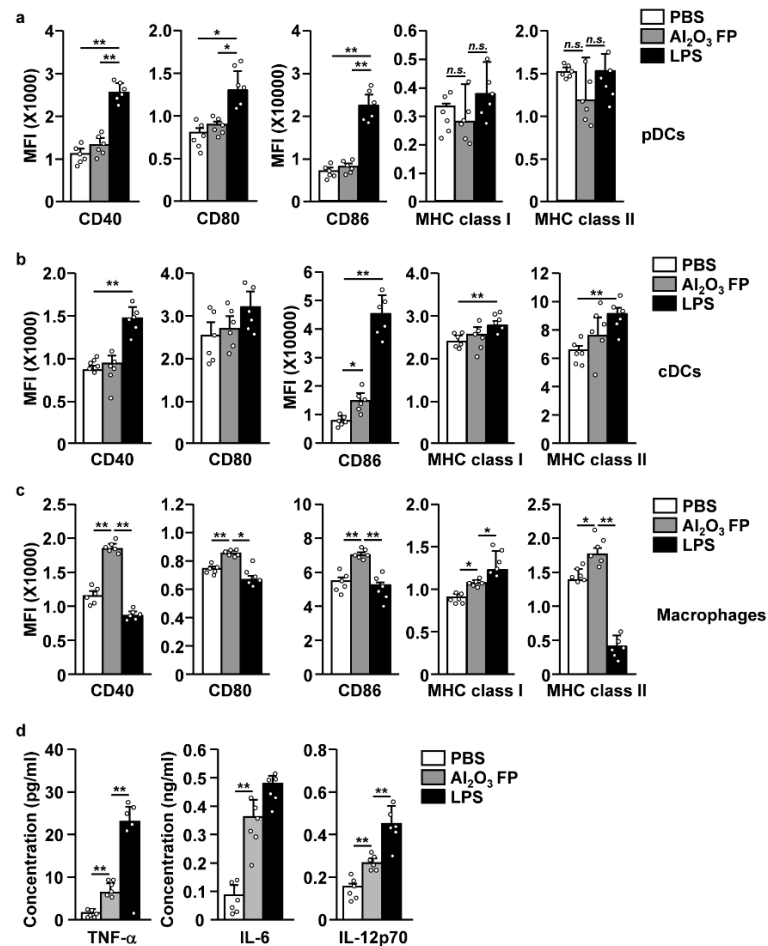 a
PBS
Al₂O₃ FP
LPS
MFI (X1000)
4
3
2
1
0
**
**
CD40
2.0
1.5
1.0
0.5
0
*
*
CD80
MFI (X1000)
4
3
2
1
0
**
**
CD86
0.6
0.5
0.4
0.3
0.2
0.1
0
n.s.
n.s.
MHC class I
2.0
1.5
1.0
0.5
0
n.s.
n.s.
MHC class II
pDCs
b
PBS
Al₂O₃ FP
LPS
MFI (X1000)
2.0
1.5
1.0
0.5
0
**
CD40
4.0
3.0
2.0
1.0
0
CD80
MFI (X10000)
6
5
4
3
2
1
0
*
**
CD86
4.0
3.0
2.0
1.0
0
**
MHC class I
12
10
8
6
4
2
0
**
MHC class II
cDCs
c
PBS
Al₂O₃ FP
LPS
MFI (X1000)
2.5
2.0
1.5
1.0
0.5
0
** **
CD40
1.2
1.0
0.8
0.6
0.4
0.2
0
** *
CD80
10
8
6
4
2
0
** **
CD86
2.0
1.5
1.0
0.5
0
*
*
MHC class I
2.5
2.0
1.5
1.0
0.5
0
* **
MHC class II
Macrophages
d
PBS
Al₂O₃ FP
LPS
Concentration (pg/ml)
40
30
20
10
0
**
**
TNF-α
Concentration (ng/ml)
0.6
0.5
0.4
0.3
0.2
0.1
0
**
IL-6
0.8
0.6
0.4
0.2
0
**
**
IL-12p70